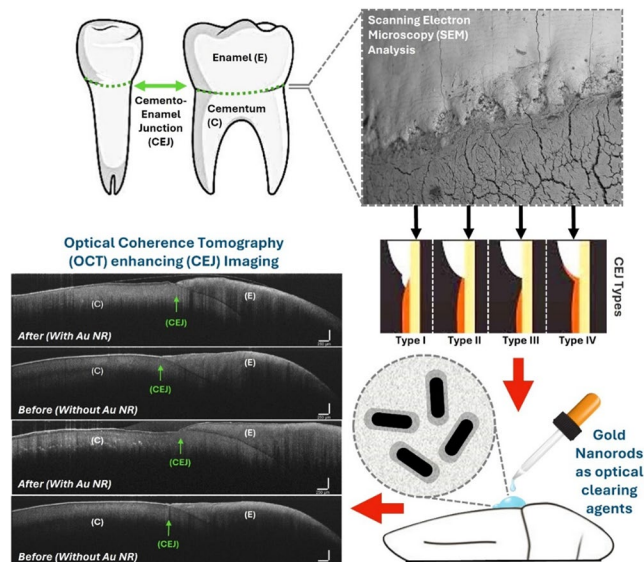 Scanning Electron
Microscopy (SEM)
Analysis
Enamel (E)
Cementum
(C)
Cemento-
Enamel
Junction
(CEJ)
Optical Coherence Tomography
(OCT) enhancing (CEJ) Imaging
(C)
(E)
(CEJ)
After (With Au NR)
(C)
(E)
(CEJ)
Before (Without Au NR)
(C)
(E)
(CEJ)
After (With Au NR)
(C)
(E)
(CEJ)
Before (Without Au NR)
CEJ Types
Type I
Type II
Type III
Type IV
Gold
Nanorods
as optical
clearing
agents